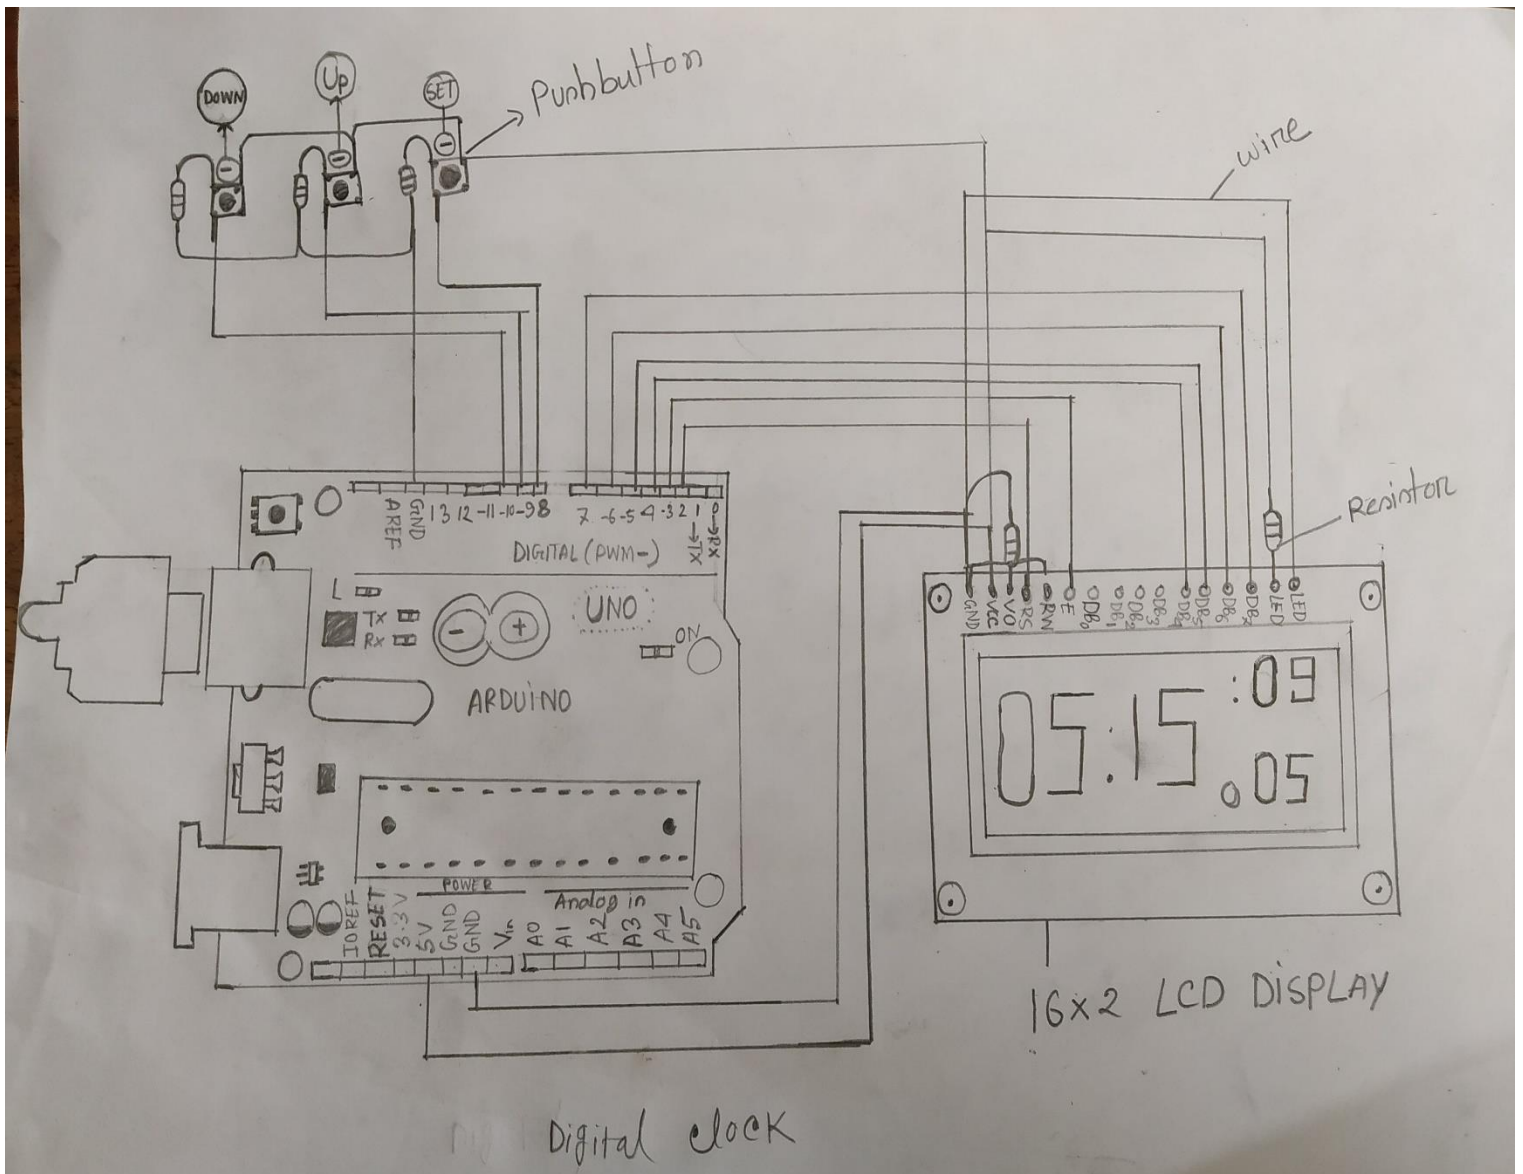 DOWN
UP
SET
Pushbutton
wire
Resistor
AREF
GND
13
12
-11
-10
-9
8
7
-6
-5
4
-3
2
1→TX
0→RX
DIGITAL (PWM-)
L
TX
RX
UNO
ON
ARDUINO
GND
VCC
VO
RS
RW
E
DB0
DB1
DB2
DB3
DB4
DB5
DB6
DB7
LED
LED
05:15
:09
05
POWER
Analog in
IOREF
RESET
3.3V
5V
GND
GND
Vin
A0
A1
A2
A3
A4
A5
16x2 LCD DISPLAY
Digital clock